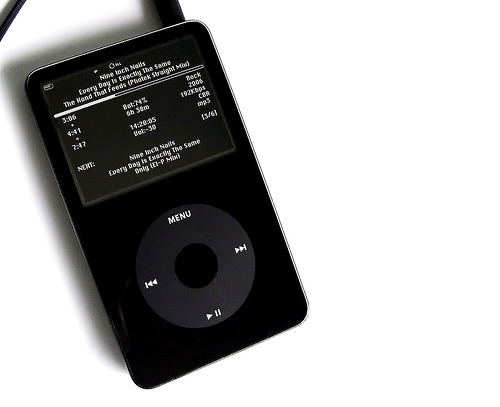 ALL
Nine Inch Nails
Every Day Is Exactly The Same
The Hand That Feeds (Photek Straight Mix)
3:06 Bat:74% Rock
+ 6h 38m 2006
4:41 14:20:05 192Kbps
= Vol:-30 CBR
7:47 mp3
[5/6]
NEXT: Nine Inch Nails
Every Day Is Exactly The Same
Only (El-P Mix)
MENU